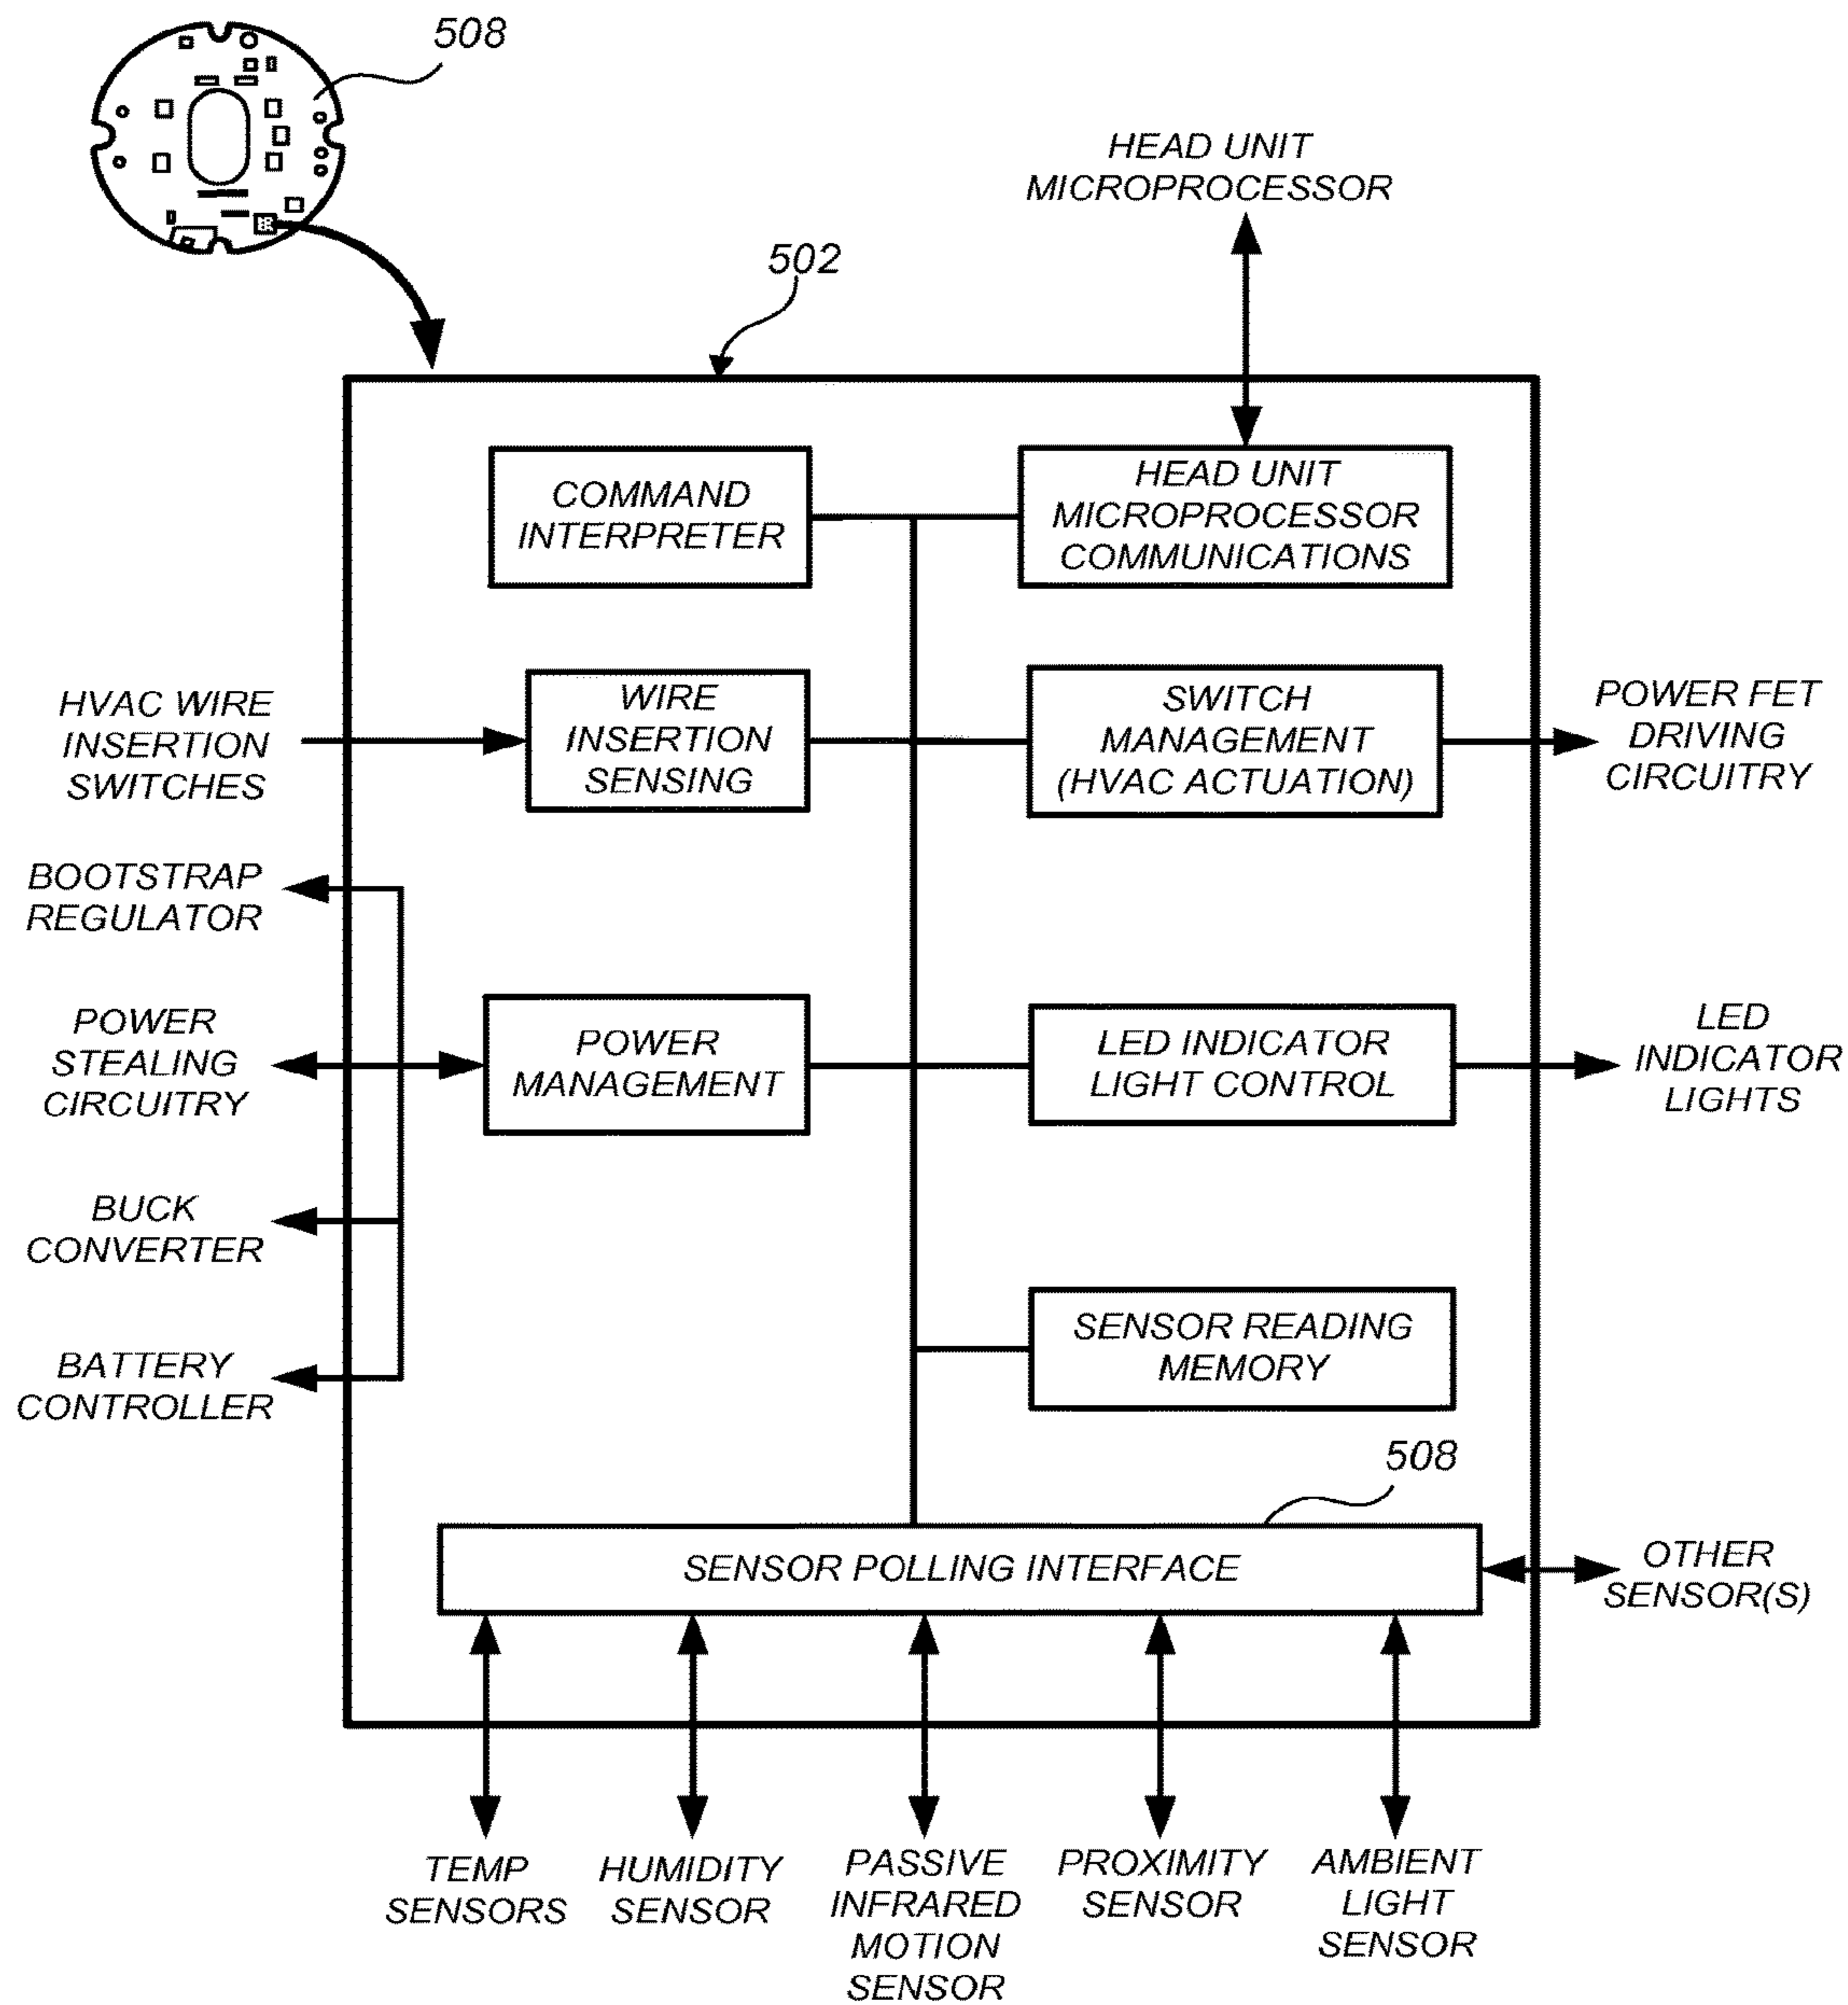 508
HEAD UNIT
MICROPROCESSOR
502
COMMAND
INTERPRETER
HEAD UNIT
MICROPROCESSOR
COMMUNICATIONS
HVAC WIRE
INSERTION
SWITCHES
WIRE
INSERTION
SENSING
SWITCH
MANAGEMENT
(HVAC ACTUATION)
POWER FET
DRIVING
CIRCUITRY
BOOTSTRAP
REGULATOR
POWER
STEALING
CIRCUITRY
POWER
MANAGEMENT
LED INDICATOR
LIGHT CONTROL
LED
INDICATOR
LIGHTS
BUCK
CONVERTER
SENSOR READING
MEMORY
BATTERY
CONTROLLER
508
SENSOR POLLING INTERFACE
OTHER
SENSOR(S)
TEMP
SENSORS
HUMIDITY
SENSOR
PASSIVE
INFRARED
MOTION
SENSOR
PROXIMITY
SENSOR
AMBIENT
LIGHT
SENSOR